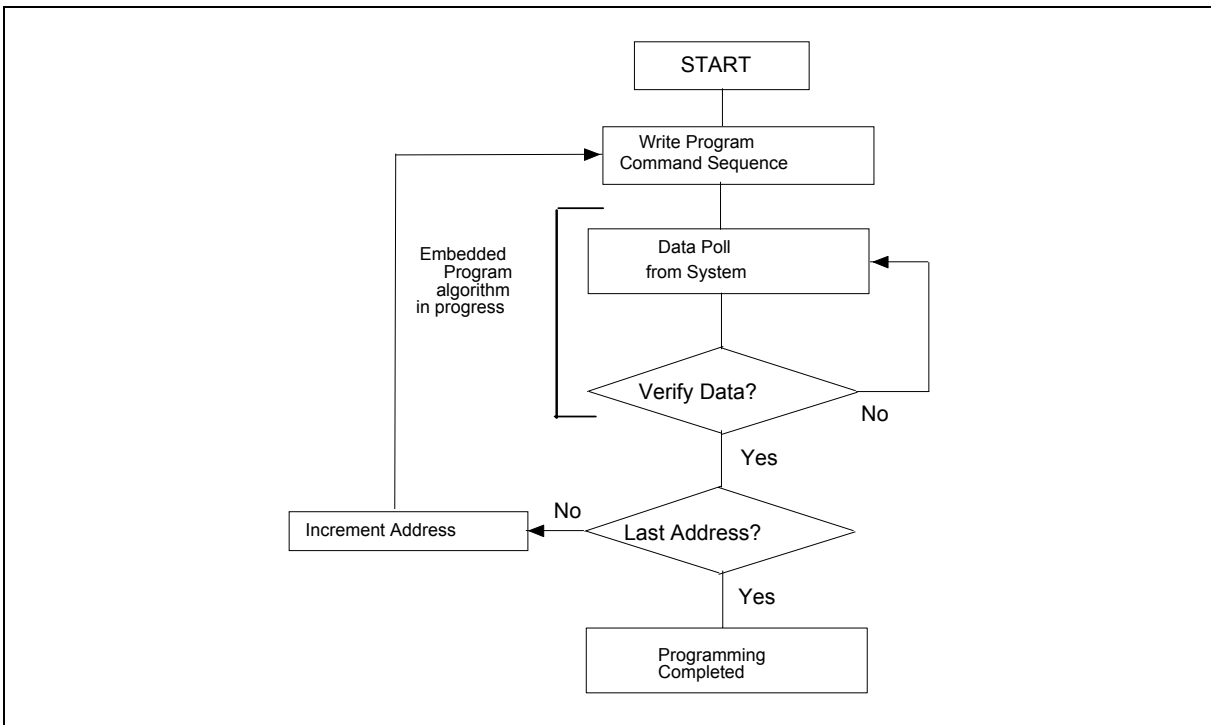 START
Write Program
Command Sequence
Embedded
Program
algorithm
in progress
Data Poll
from System
Verify Data?
No
Yes
No
Increment Address
Last Address?
Yes
Programming
Completed